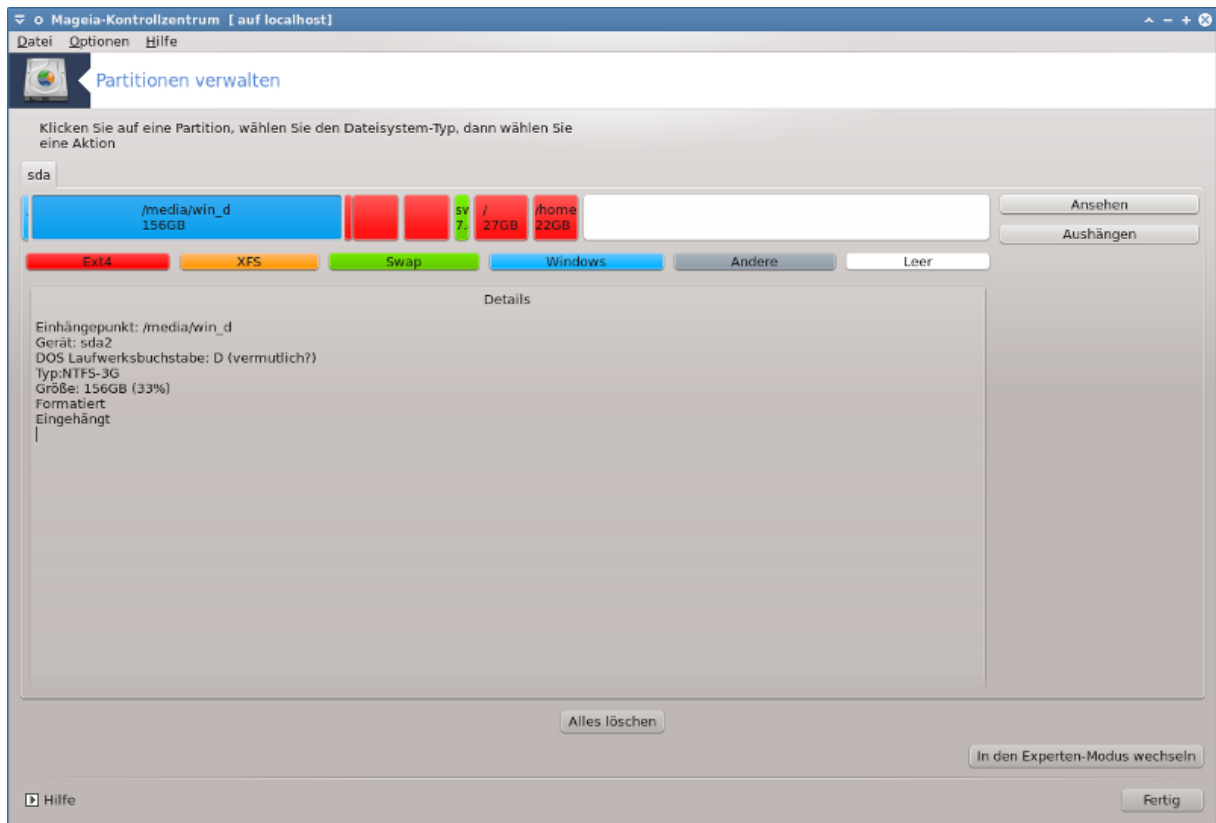 Mageia-Kontrollzentrum [ auf localhost]
Datei Optionen Hilfe
Partitionen verwalten
Klicken Sie auf eine Partition, wählen Sie den Dateisystem-Typ, dann wählen Sie
eine Aktion
sda
/media/win_d
156GB
sv
7.
/
27GB
/home
22GB
Ansehen
Aushängen
Ext4 XFS Swap Windows Andere Leer
Details
Einhängepunkt: /media/win_d
Gerät: sda2
DOS Laufwerksbuchstabe: D (vermutlich?)
Typ:NTFS-3G
Größe: 156GB (33%)
Formatiert
Eingehängt
Alles löschen
In den Experten-Modus wechseln
Hilfe
Fertig